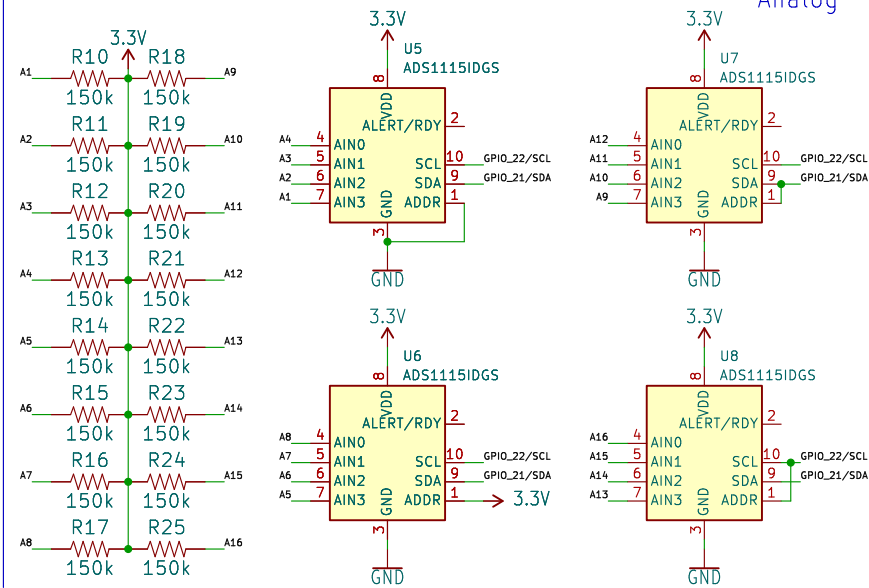 Analog
3.3V
R10 R18
A1 A9
150k 150k
R11 R19
A2 A10
150k 150k
R12 R20
A3 A11
150k 150k
R13 R21
A4 A12
150k 150k
R14 R22
A5 A13
150k 150k
R15 R23
A6 A14
150k 150k
R16 R24
A7 A15
150k 150k
R17 R25
A8 A16
150k 150k
3.3V
U5
ADS1115IDGS
8
VDD
ALERT/RDY 2
A4 4 AIN0
A3 5 AIN1 SCL 10 GPIO_22/SCL
A2 6 AIN2 SDA 9 GPIO_21/SDA
A1 7 AIN3 ADDR 1
GND
3
GND
3.3V
U7
ADS1115IDGS
8
VDD
ALERT/RDY 2
A12 4 AIN0
A11 5 AIN1 SCL 10 GPIO_22/SCL
A10 6 AIN2 SDA 9 GPIO_21/SDA
A9 7 AIN3 ADDR 1
GND
3
GND
3.3V
U6
ADS1115IDGS
8
VDD
ALERT/RDY 2
A8 4 AIN0
A7 5 AIN1 SCL 10 GPIO_22/SCL
A6 6 AIN2 SDA 9 GPIO_21/SDA
A5 7 AIN3 ADDR 1 3.3V
GND
3
GND
3.3V
U8
ADS1115IDGS
8
VDD
ALERT/RDY 2
A16 4 AIN0
A15 5 AIN1 SCL 10 GPIO_22/SCL
A14 6 AIN2 SDA 9 GPIO_21/SDA
A13 7 AIN3 ADDR 1
GND
3
GND